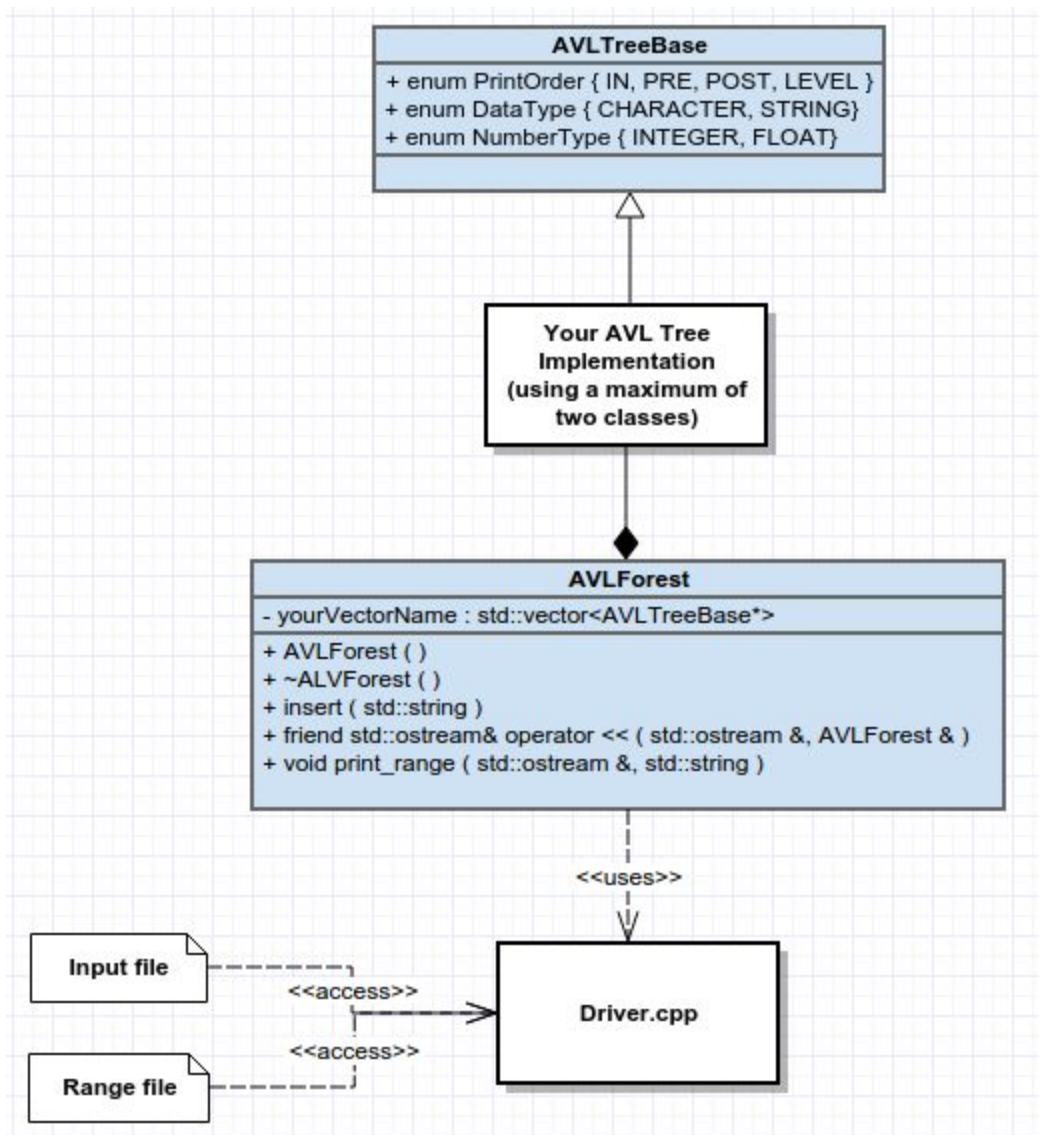 AVLTreeBase
+ enum PrintOrder { IN, PRE, POST, LEVEL }
+ enum DataType { CHARACTER, STRING}
+ enum NumberType { INTEGER, FLOAT}
Your AVL Tree
Implementation
(using a maximum of
two classes)
AVLForest
- yourVectorName : std::vector<AVLTreeBase*>
+ AVLForest ( )
+ ~ALVForest ( )
+ insert ( std::string )
+ friend std::ostream& operator << ( std::ostream &, AVLForest & )
+ void print_range ( std::ostream &, std::string )
<<uses>>
Input file
<<access>>
Driver.cpp
<<access>>
Range file